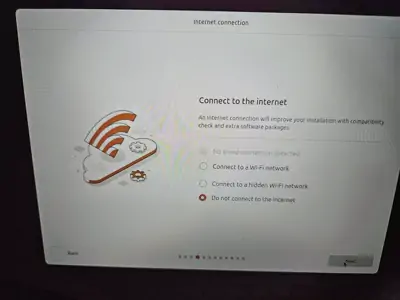 Internet connection
Connect to the internet
An internet connection will improve your installation with compatibility
check and extra software packages.
Connect to a Wi-Fi network
Connect to a hidden Wi-Fi network
Do not connect to the internet
Back
Next